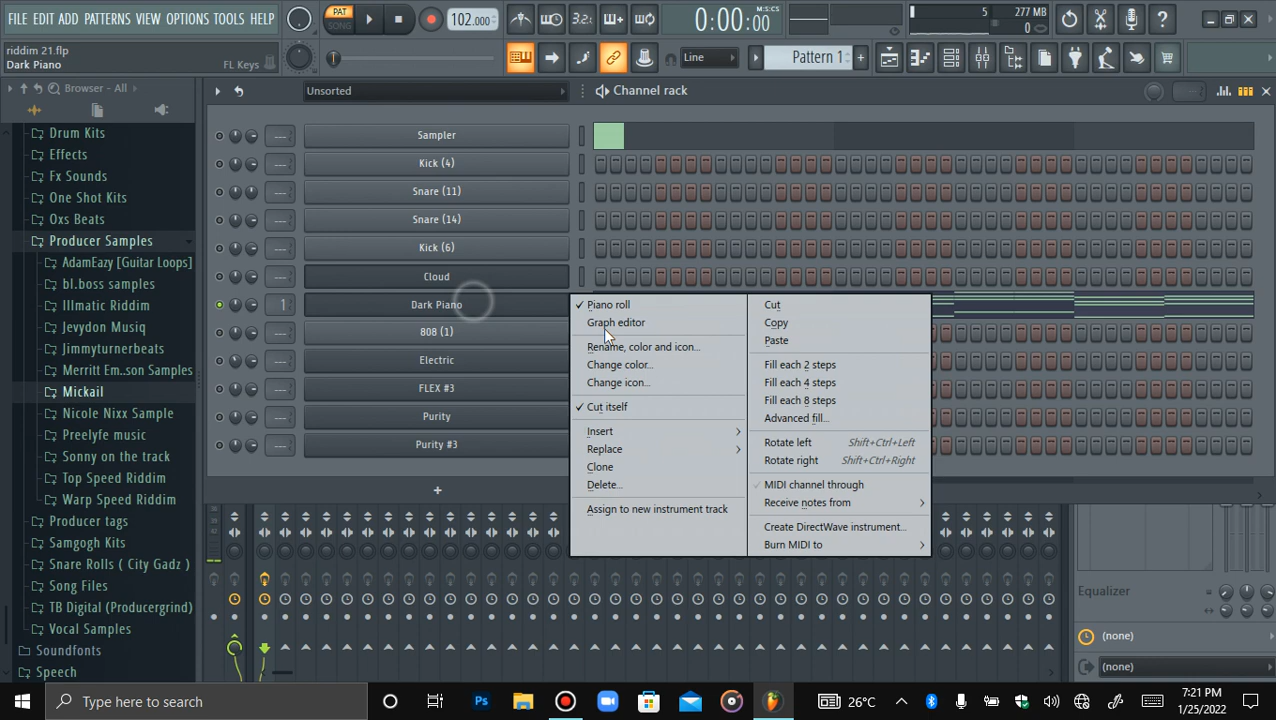 FILE EDIT ADD PATTERNS VIEW OPTIONS TOOLS HELP
PAT
SONG
102.000
3.2:
0:00:00
M:S:CS
5
277 MB
0
riddim 21.flp
Dark Piano
FL Keys
Line
Pattern 1
Browser - All
Unsorted
Channel rack
Drum Kits
Effects
Fx Sounds
One Shot Kits
Oxs Beats
Producer Samples
AdamEazy [Guitar Loops]
bl.boss samples
Illmatic Riddim
Jevydon Musiq
Jimmyturnerbeats
Merritt Em..son Samples
Mickail
Nicole Nixx Sample
Preelyfe music
Sonny on the track
Top Speed Riddim
Warp Speed Riddim
Producer tags
Samgogh Kits
Snare Rolls ( City Gadz )
Song Files
TB Digital (Producergrind)
Vocal Samples
Soundfonts
Speech
Sampler
Kick (4)
Snare (11)
Snare (14)
Kick (6)
Cloud
1
Dark Piano
808 (1)
Electric
FLEX #3
Purity
Purity #3
+
Piano roll
Graph editor
Rename, color and icon...
Change color...
Change icon...
Cut itself
Insert
Replace
Clone
Delete...
Assign to new instrument track
Cut
Copy
Paste
Fill each 2 steps
Fill each 4 steps
Fill each 8 steps
Advanced fill...
Rotate left Shift+Ctrl+Left
Rotate right Shift+Ctrl+Right
MIDI channel through
Receive notes from
Create DirectWave instrument...
Burn MIDI to
Equalizer
(none)
(none)
Type here to search
Ps
26°C
7:21 PM
1/25/2022